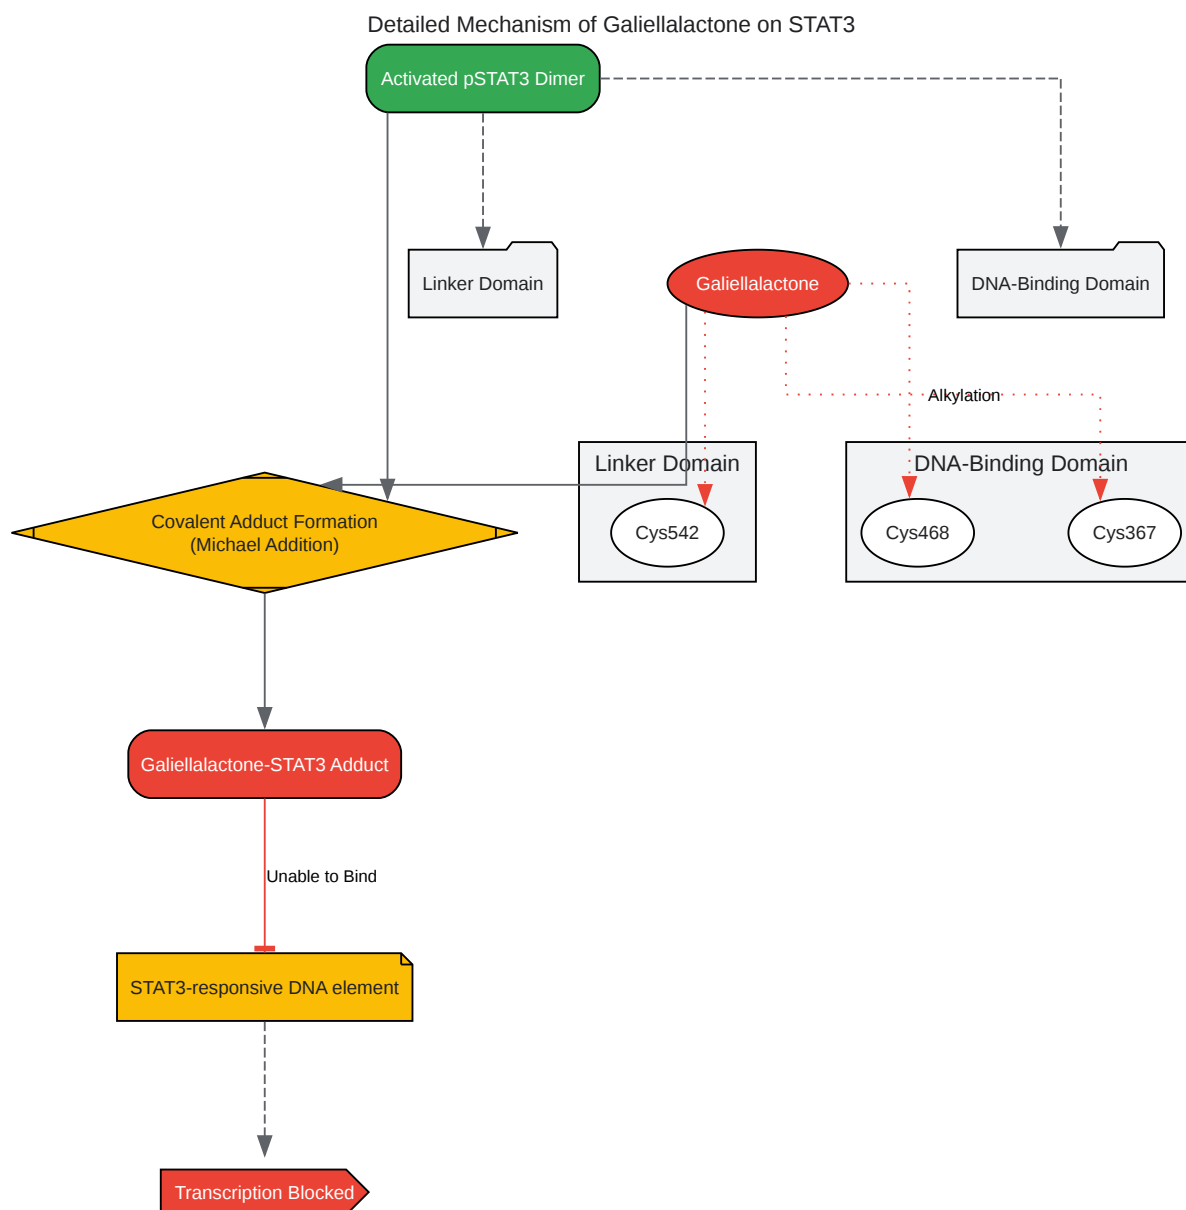 Detailed Mechanism of Galiellalactone on STAT3
Activated pSTAT3 Dimer
Linker Domain
Galiellalactone
DNA-Binding Domain
Alkylation
Linker Domain
DNA-Binding Domain
Covalent Adduct Formation
(Michael Addition)
Cys542
Cys468
Cys367
Galiellalactone-STAT3 Adduct
Unable to Bind
STAT3-responsive DNA element
Transcription Blocked